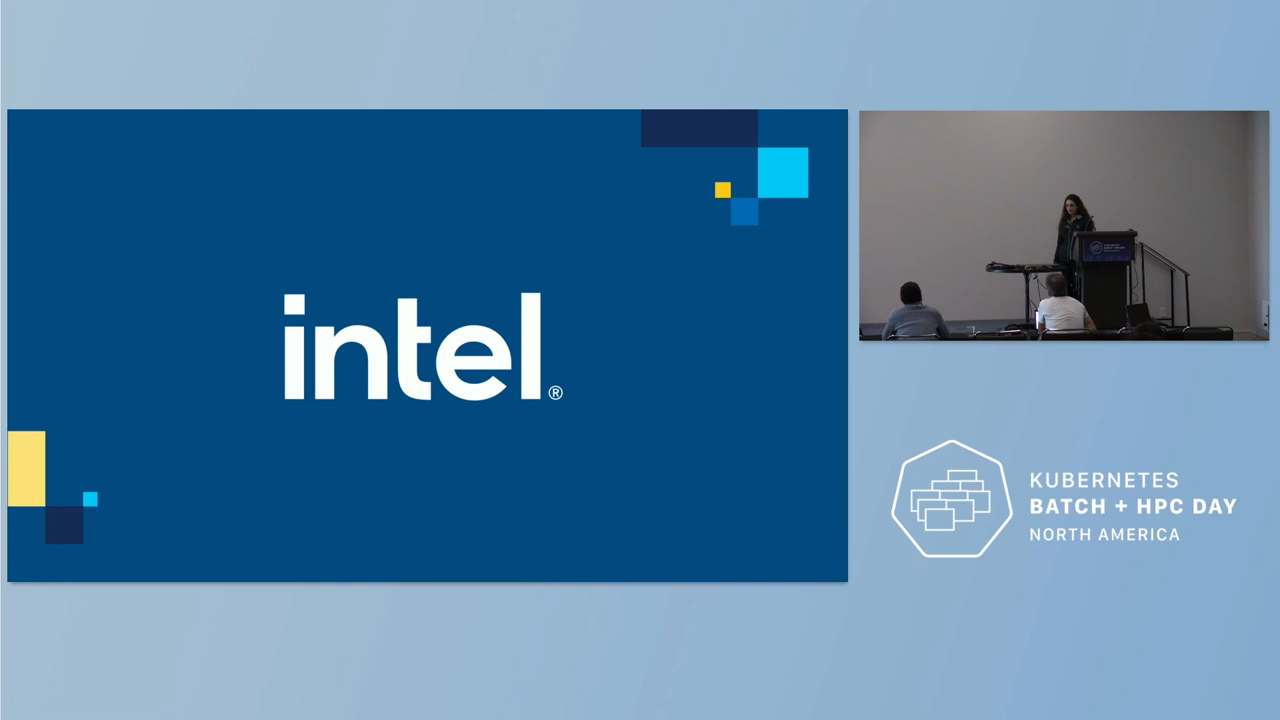 intel®
KUBERNETES
BATCH + HPC DAY
NORTH AMERICA